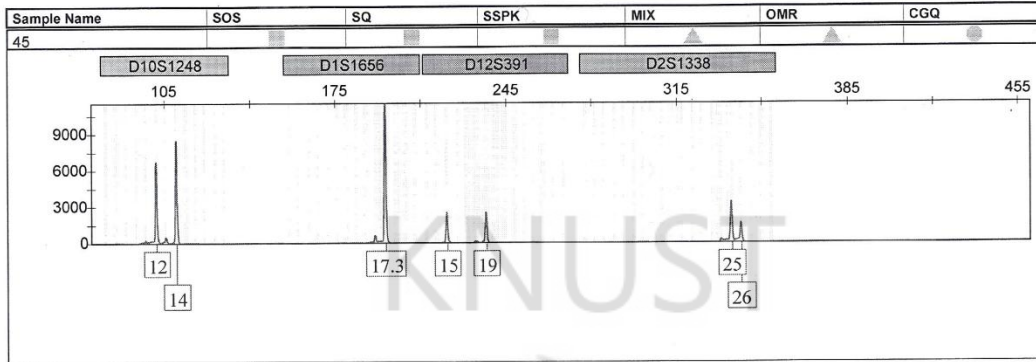 Sample Name SOS SQ SSPK MIX OMR CGQ
45
D10S1248 D1S1656 D12S391 D2S1338
105 175 245 315 385 455
9000
6000
3000
0
12 17.3 15 19 25
14 26
KNUST